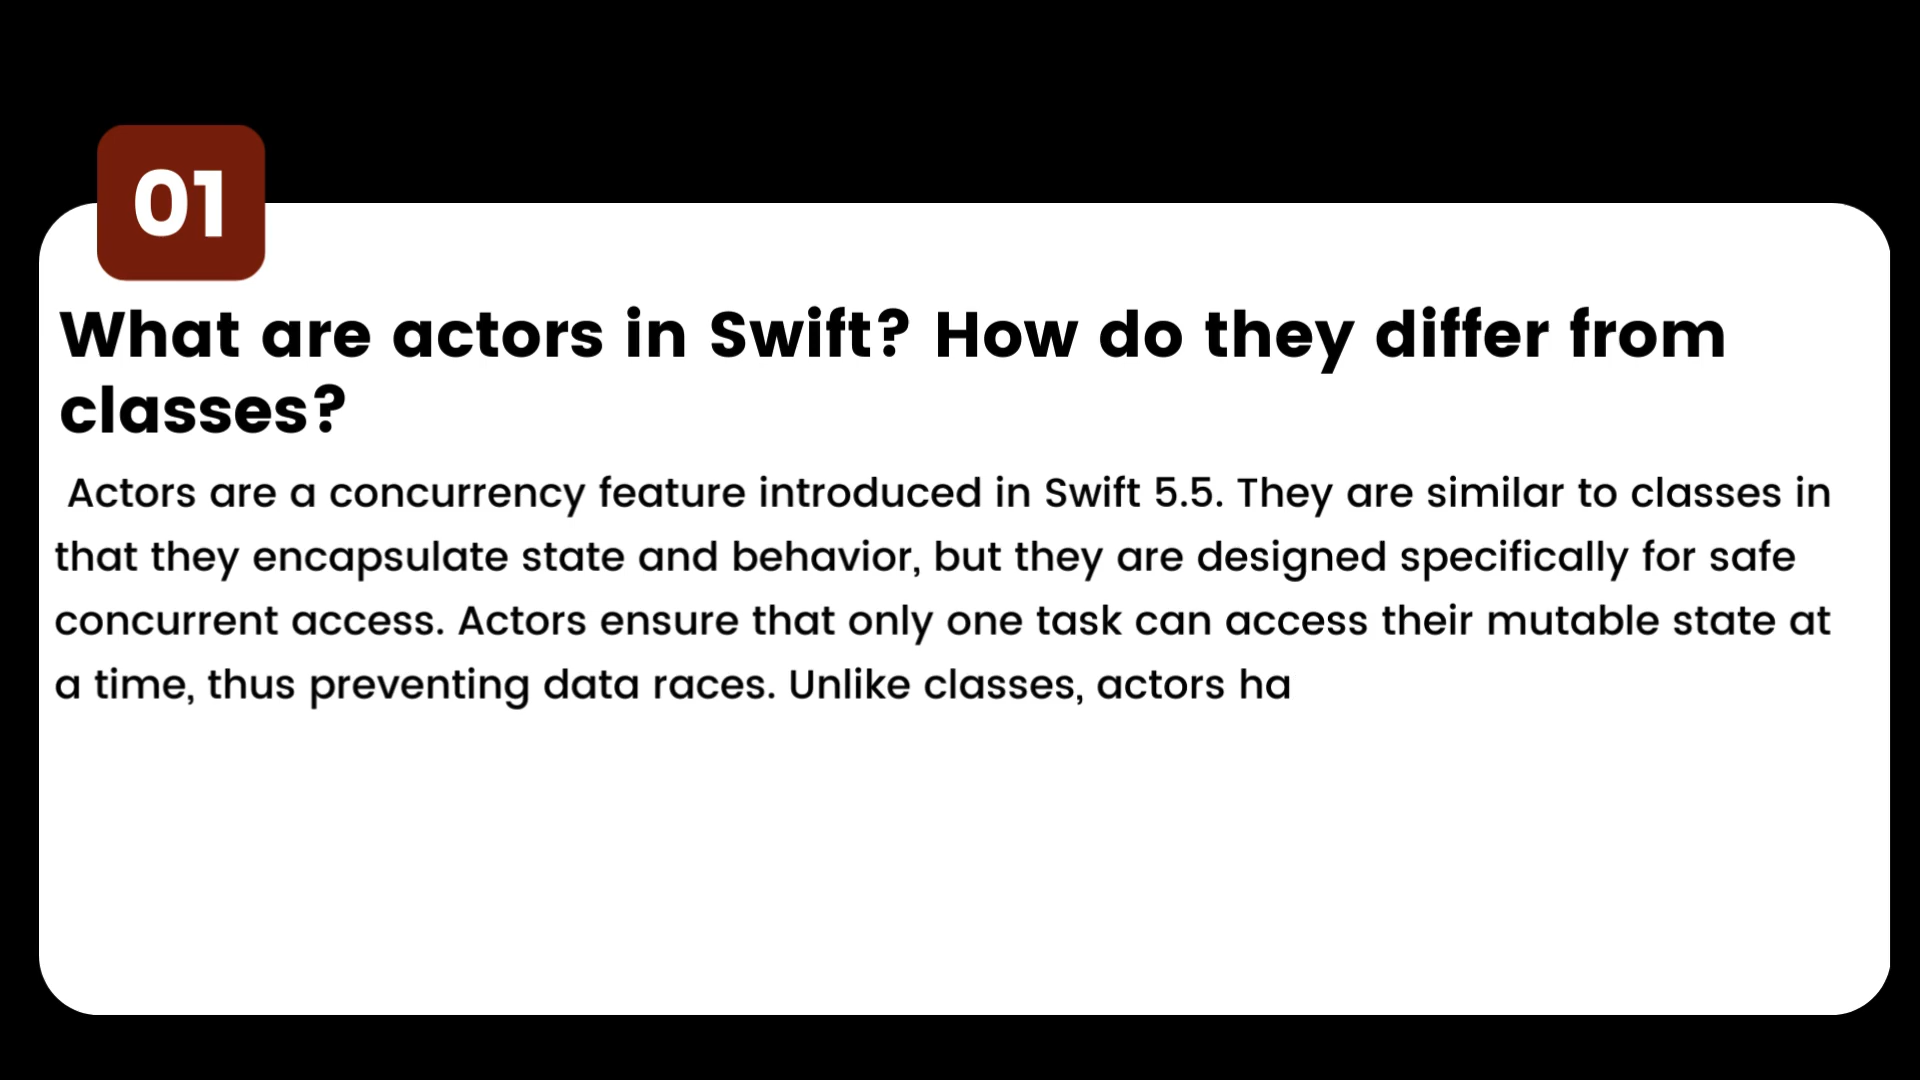 01
What are actors in Swift? How do they differ from
classes?
Actors are a concurrency feature introduced in Swift 5.5. They are similar to classes in
that they encapsulate state and behavior, but they are designed specifically for safe
concurrent access. Actors ensure that only one task can access their mutable state at
a time, thus preventing data races. Unlike classes, actors ha